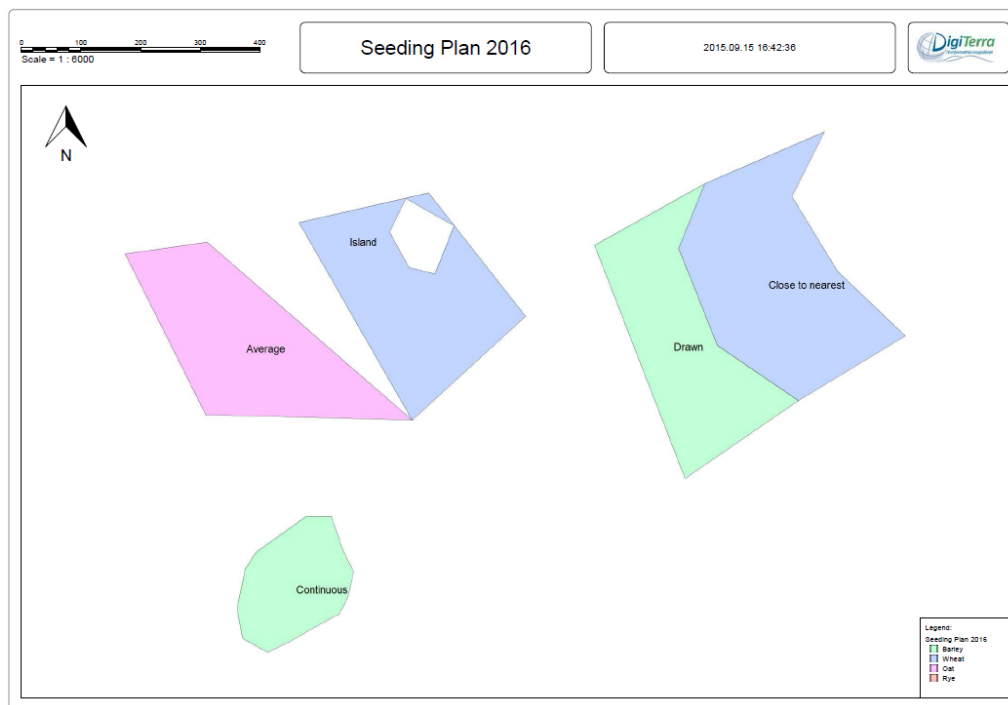 0 100 200 300 400
Scale = 1 : 6000
Seeding Plan 2016
2015.09.15 16:42:36
DigiTerra
N
Island
Close to nearest
Average
Drawn
Continuous
Legend:
Seeding Plan 2016
Barley
Wheat
Oat
Rye